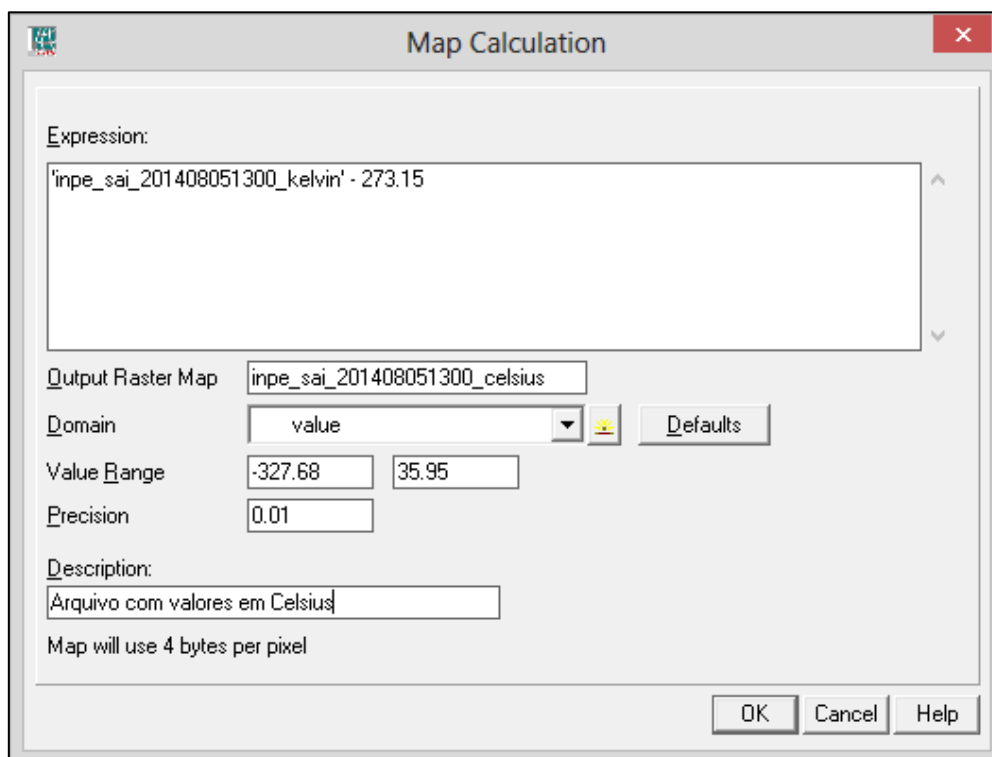 Map Calculation
Expression:
'inpe_sai_201408051300_kelvin' - 273.15
Output Raster Map inpe_sai_201408051300_celsius
Domain value Defaults
Value Range -327.68 35.95
Precision 0.01
Description:
Arquivo com valores em Celsius
Map will use 4 bytes per pixel
OK Cancel Help